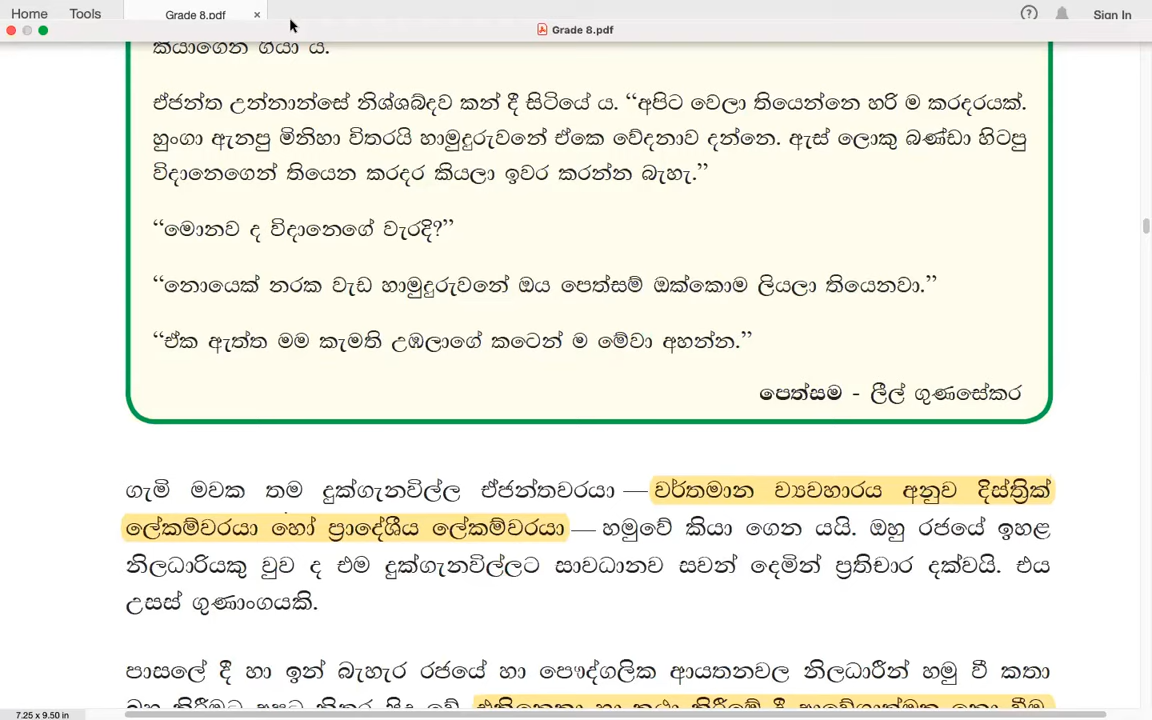 Home Tools Grade 8.pdf × Sign In
Grade 8.pdf
කියාගෙන ගියා ය.
ඒජන්ත උන්නාන්සේ නිශ්ශබ්දව කන් දී සිටියේ ය. “අපිට වෙලා තියෙන්නෙ හරි ම කරදරයක්.
හුංගා ඇනපු මිනිහා විතරයි හාමුදුරුවනේ ඒකෙ වේදනාව දන්නෙ. ඇස් ලොකු බණ්ඩා හිටපු
විදානෙගෙන් තියෙන කරදර කියලා ඉවර කරන්න බැහැ.”
“මොනව ද විදානෙගේ වැරදි?”
“නොයෙක් නරක වැඩ හාමුදුරුවනේ ඔය පෙත්සම් ඔක්කොම ලියලා තියෙනවා.”
“ඒක ඇත්ත මම කැමති උඹලාගේ කටෙන් ම මේවා අහන්න.”
පෙත්සම - ලීල් ගුණසේකර
ගැමි මවක තම දුක්ගැනවිල්ල ඒජන්තවරයා — වර්තමාන ව්‍යවහාරය අනුව දිස්ත්‍රික්
ලේකම්වරයා හෝ ප්‍රාදේශීය ලේකම්වරයා — හමුවේ කියා ගෙන යයි. ඔහු රජයේ ඉහළ
නිලධාරියකු වුව ද එම දුක්ගැනවිල්ලට සාවධානව සවන් දෙමින් ප්‍රතිචාර දක්වයි. එය
උසස් ගුණාංගයකි.
පාසලේ දී හා ඉන් බැහැර රජයේ හා පෞද්ගලික ආයතනවල නිලධාරීන් හමු වී කතා
7.25 x 9.50 in